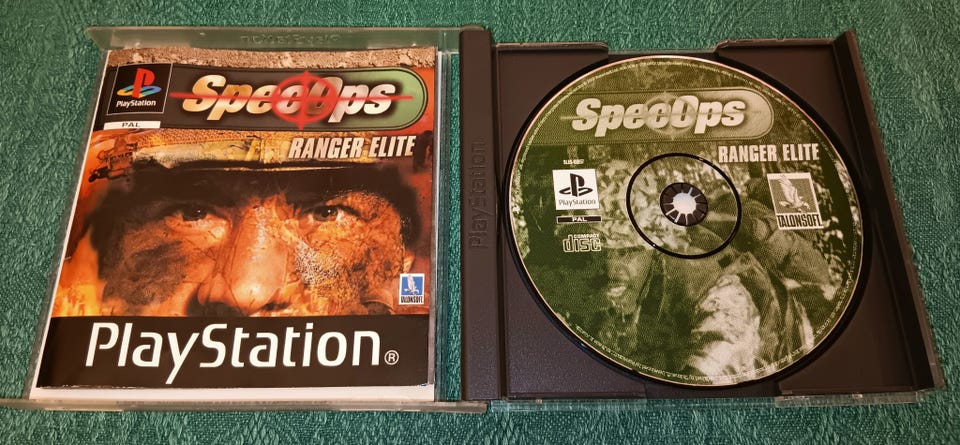 PlayStation
PAL
SpecOps
RANGER ELITE
TALONSOFT
PlayStation®
PlayStation
SpecOps
RANGER ELITE
PlayStation
PAL
COMPACT
disc
TALONSOFT